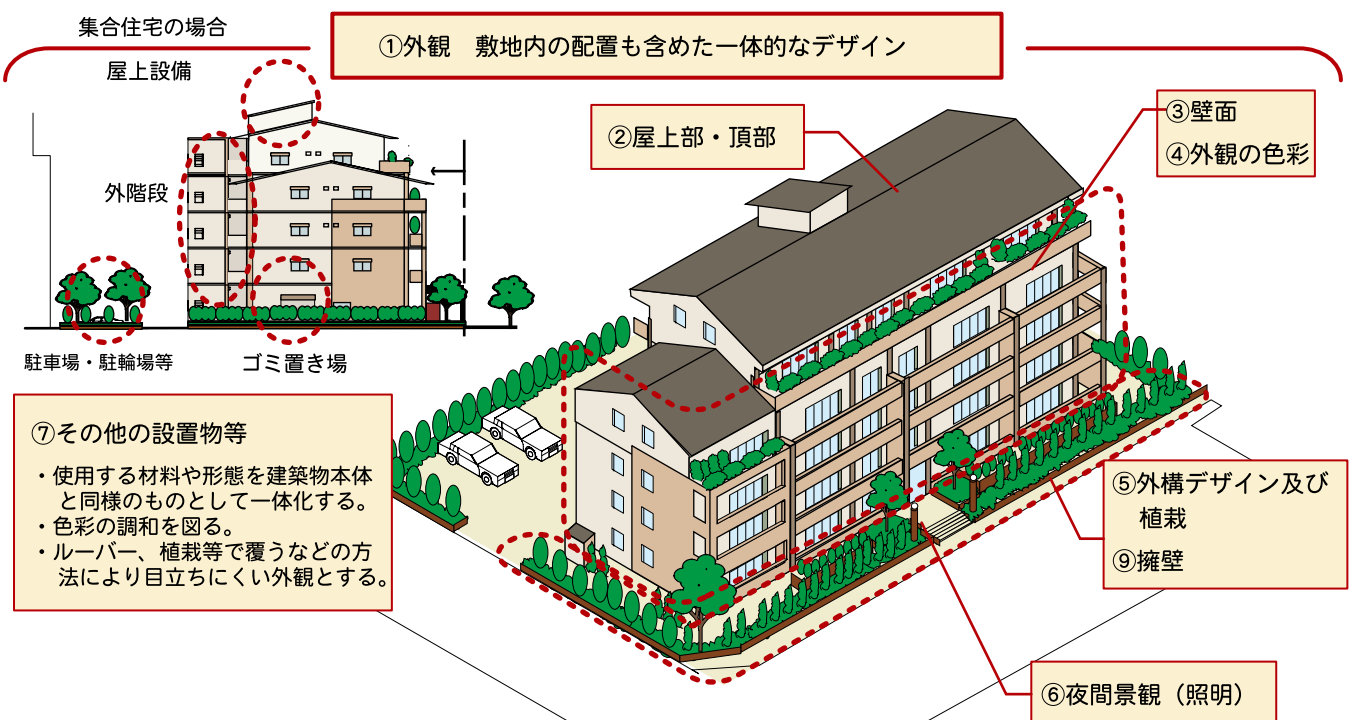 集合住宅の場合
①外観　敷地内の配置も含めた一体的なデザイン
屋上設備
外階段
駐車場・駐輪場等
ゴミ置き場
②屋上部・頂部
③壁面
④外観の色彩
⑦その他の設置物等
・使用する材料や形態を建築物本体
と同様のものとして一体化する。
・色彩の調和を図る。
・ルーバー、植栽等で覆うなどの方
法により目立ちにくい外観とする。
⑤外構デザイン及び
植栽
⑨擁壁
⑥夜間景観（照明）